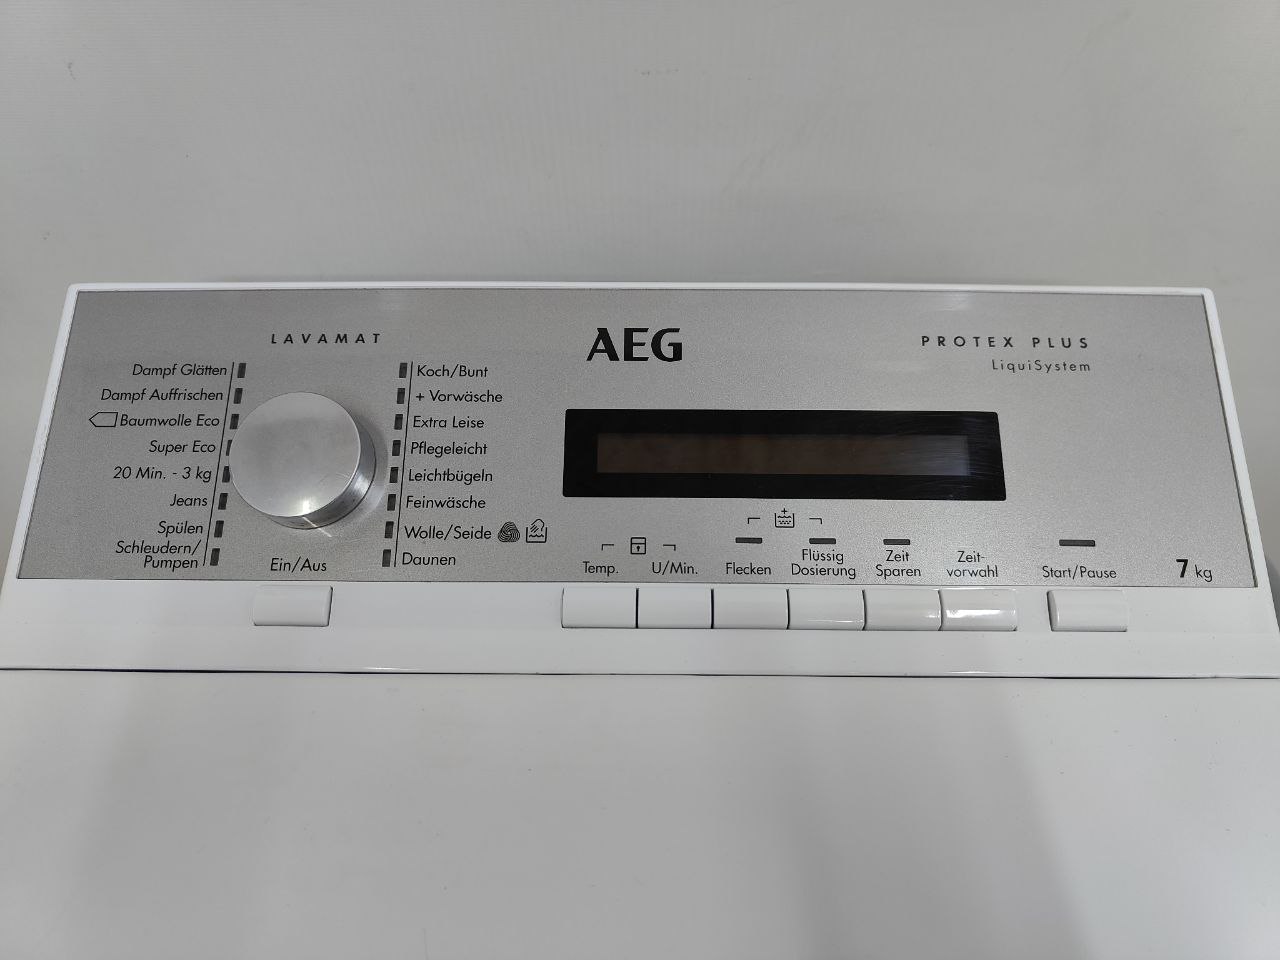 LAVAMAT
AEG
PROTEX PLUS
LiquiSystem
Dampf Glätten
Dampf Auffrischen
Baumwolle Eco
Super Eco
20 Min. - 3 kg
Jeans
Spülen
Schleudern/
Pumpen
Koch/Bunt
+ Vorwäsche
Extra Leise
Pflegeleicht
Leichtbügeln
Feinwäsche
Wolle/Seide
Daunen
Ein/Aus
Temp.
U/Min.
Flecken
Flüssig
Dosierung
Zeit
Sparen
Zeit-
vorwahl
Start/Pause
7 kg